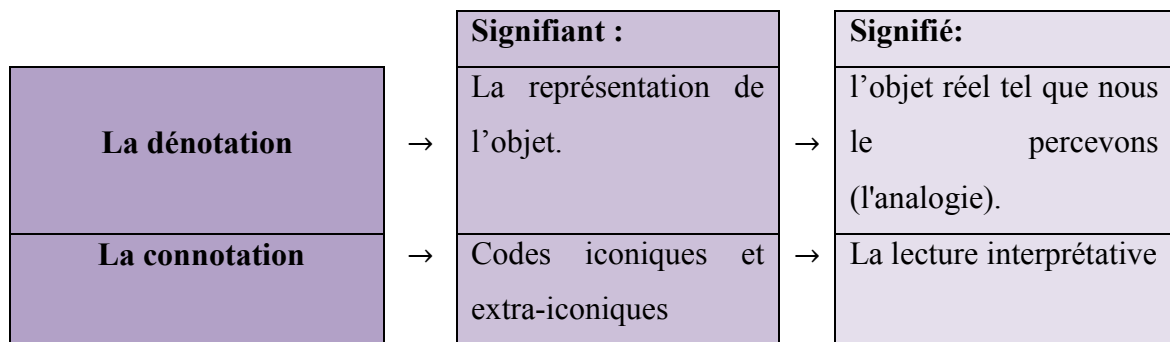 Signifiant :
Signifié:
La dénotation
→
La représentation de
l’objet.
→
l’objet réel tel que nous
le percevons
(l'analogie).
La connotation
→
Codes iconiques et
extra-iconiques
→
La lecture interprétative